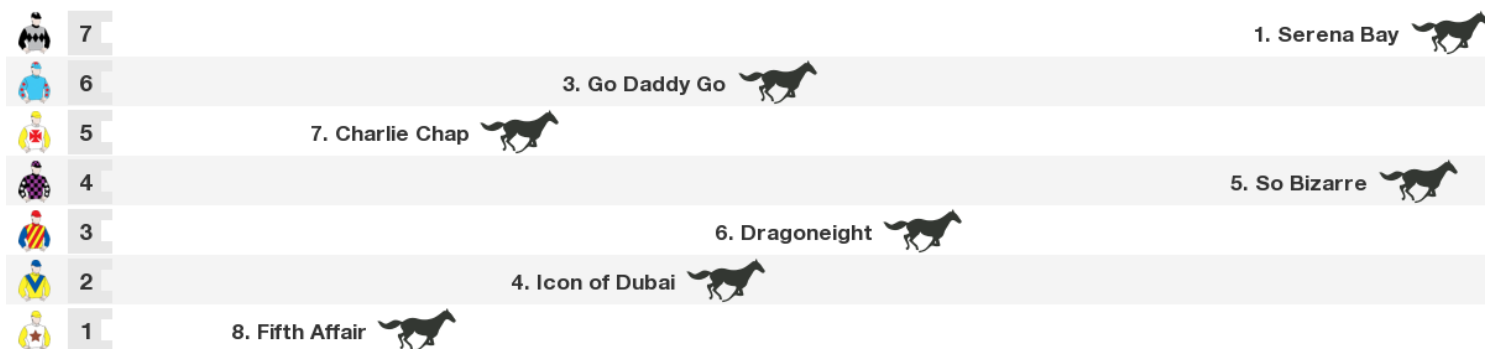 7 1. Serena Bay
6 3. Go Daddy Go
5 7. Charlie Chap
4 5. So Bizarre
3 6. Dragoneight
2 4. Icon of Dubai
1 8. Fifth Affair